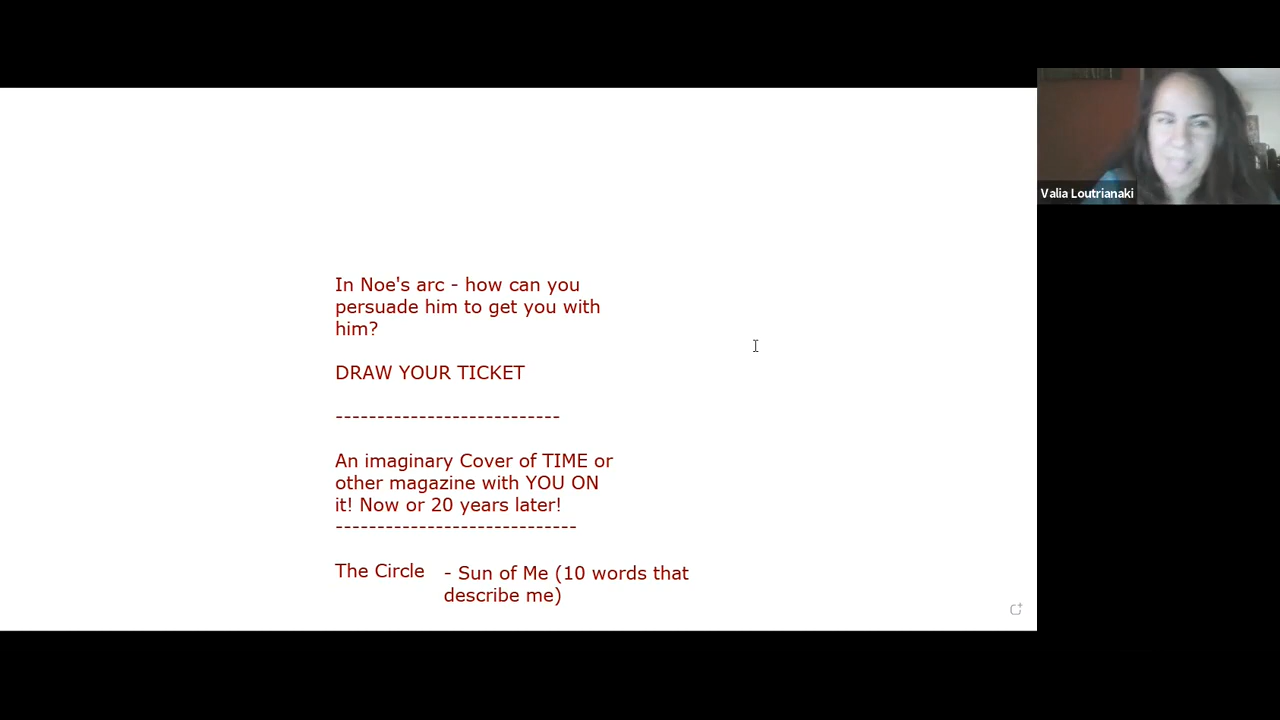 Valia Loutrianaki
In Noe's arc - how can you
persuade him to get you with
him?
DRAW YOUR TICKET
--------------------------
An imaginary Cover of TIME or
other magazine with YOU ON
it! Now or 20 years later!
----------------------------
The Circle - Sun of Me (10 words that
describe me)